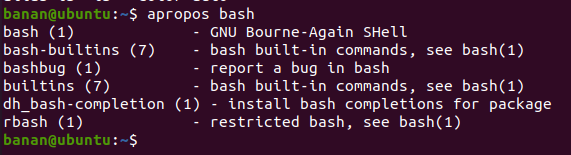 banan@ubuntu:~$ apropos bash
bash (1)             - GNU Bourne-Again SHell
bash-builtins (7)    - bash built-in commands, see bash(1)
bashbug (1)          - report a bug in bash
builtins (7)         - bash built-in commands, see bash(1)
dh_bash-completion (1) - install bash completions for package
rbash (1)            - restricted bash, see bash(1)
banan@ubuntu:~$